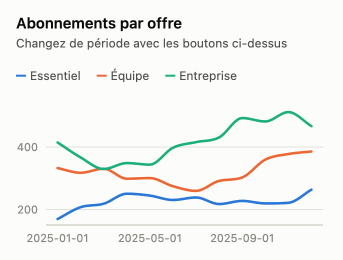 Abonnements par offre
Changez de période avec les boutons ci-dessus
Essentiel Équipe Entreprise
400
200
2025-01-01 2025-05-01 2025-09-01